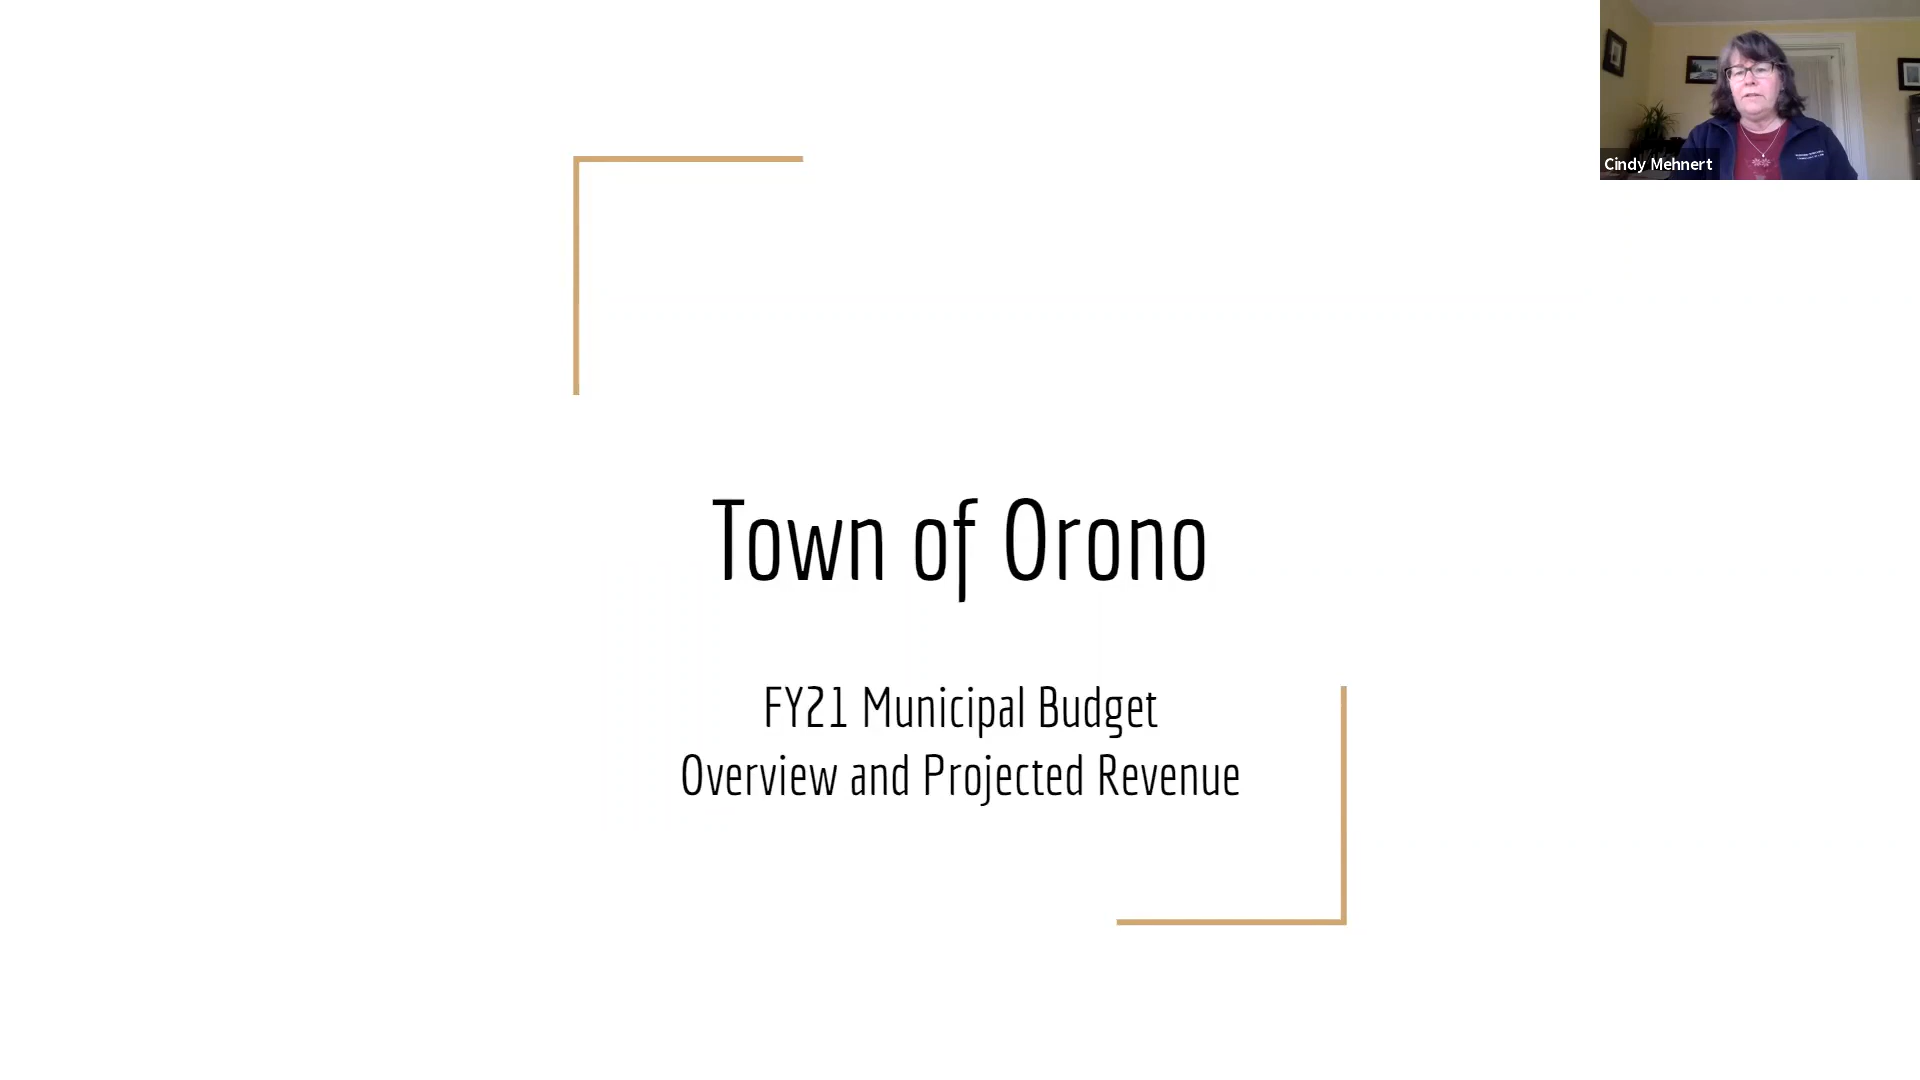 Cindy Mehnert
Town of Orono
FY21 Municipal Budget
Overview and Projected Revenue